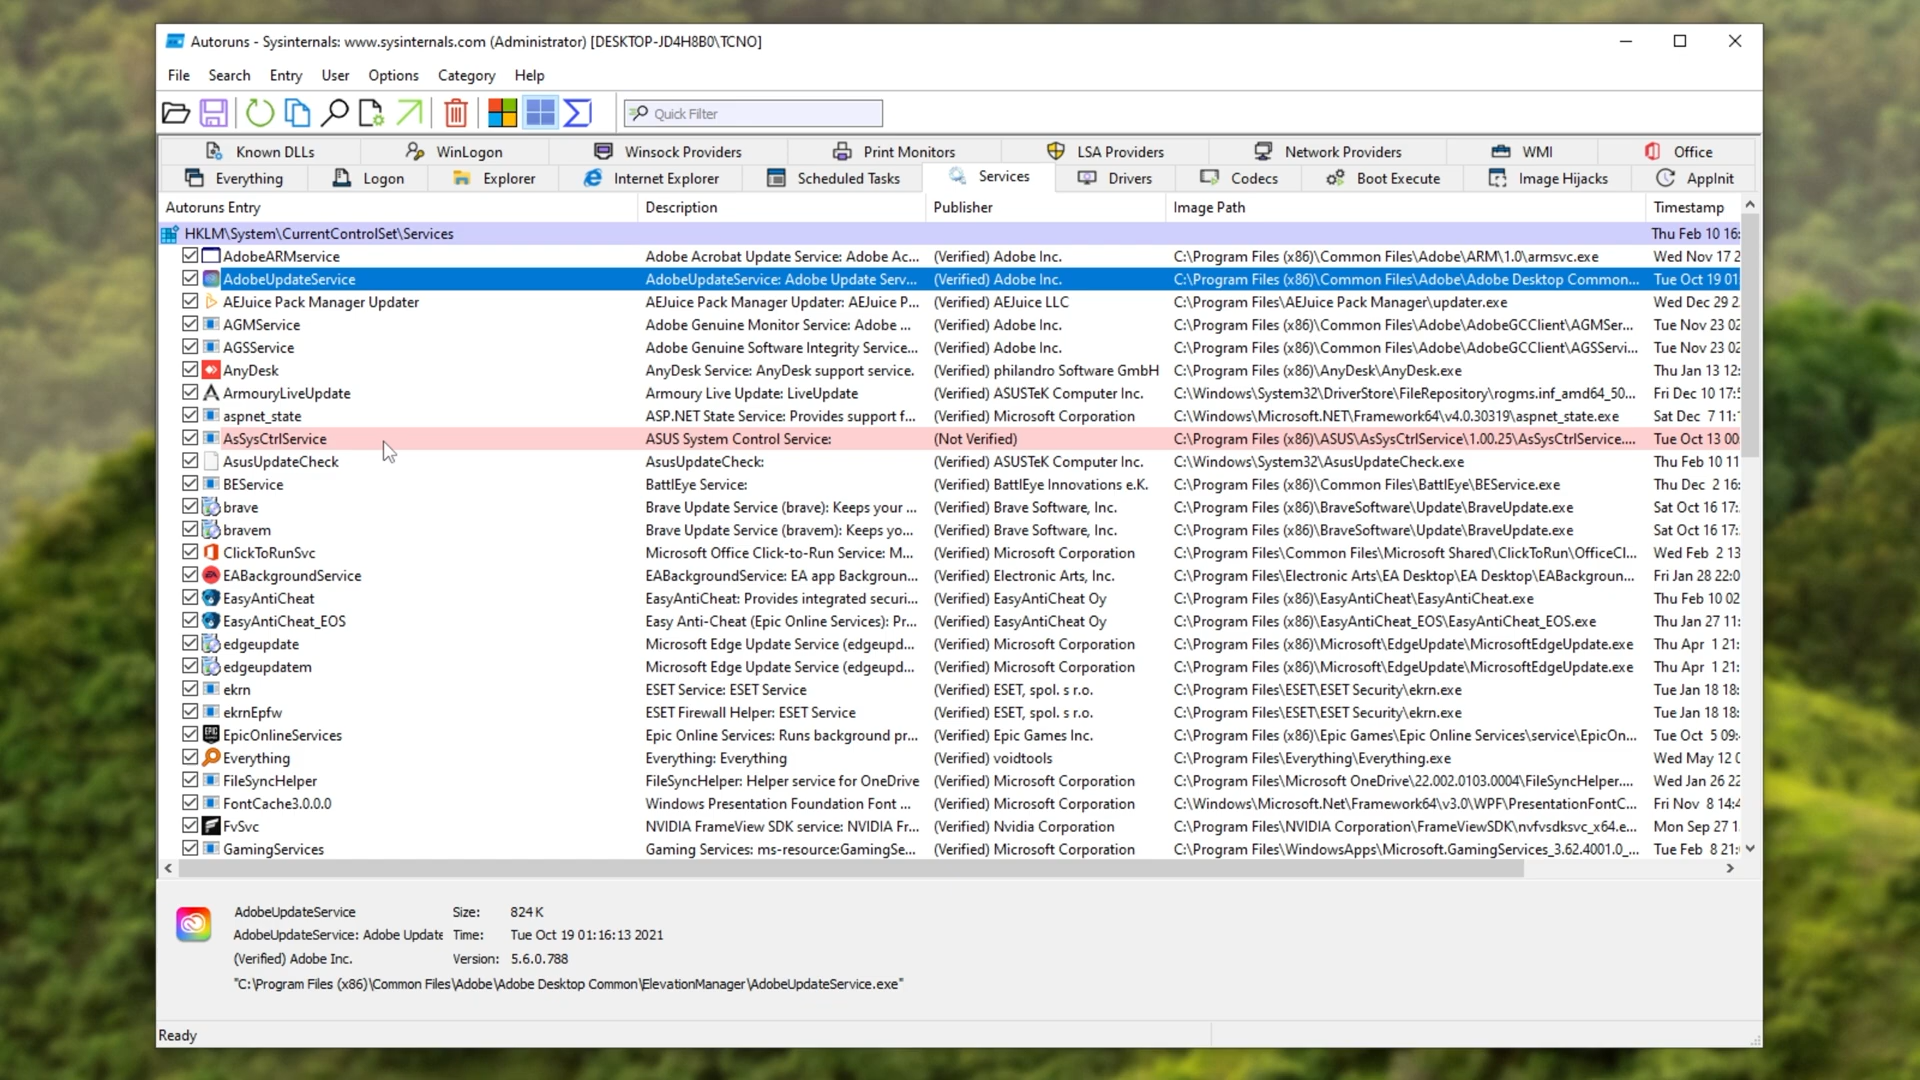 Autoruns - Sysinternals: www.sysinternals.com (Administrator) [DESKTOP-JD4H8B0\TCNO]
File Search Entry User Options Category Help
Quick Filter
Known DLLs WinLogon Winsock Providers Print Monitors LSA Providers Network Providers WMI Office
Everything Logon Explorer Internet Explorer Scheduled Tasks Services Drivers Codecs Boot Execute Image Hijacks AppInit
Autoruns Entry Description Publisher Image Path Timestamp
HKLM\System\CurrentControlSet\Services Thu Feb 10 16:
AdobeARMservice Adobe Acrobat Update Service: Adobe Ac... (Verified) Adobe Inc. C:\Program Files (x86)\Common Files\Adobe\ARM\1.0\armsvc.exe Wed Nov 17 2
AdobeUpdateService AdobeUpdateService: Adobe Update Serv... (Verified) Adobe Inc. C:\Program Files (x86)\Common Files\Adobe\Adobe Desktop Common... Tue Oct 19 01:
AEJuice Pack Manager Updater AEJuice Pack Manager Updater: AEJuice P... (Verified) AEJuice LLC C:\Program Files\AEJuice Pack Manager\updater.exe Wed Dec 29 2
AGMService Adobe Genuine Monitor Service: Adobe ... (Verified) Adobe Inc. C:\Program Files (x86)\Common Files\Adobe\AdobeGCClient\AGMSer... Tue Nov 23 02
AGSService Adobe Genuine Software Integrity Service... (Verified) Adobe Inc. C:\Program Files (x86)\Common Files\Adobe\AdobeGCClient\AGSServi... Tue Nov 23 02
AnyDesk AnyDesk Service: AnyDesk support service. (Verified) philandro Software GmbH C:\Program Files (x86)\AnyDesk\AnyDesk.exe Thu Jan 13 12:
ArmouryLiveUpdate Armoury Live Update: LiveUpdate (Verified) ASUSTeK Computer Inc. C:\Windows\System32\DriverStore\FileRepository\rogms.inf_amd64_50... Fri Dec 10 17:5
aspnet_state ASP.NET State Service: Provides support f... (Verified) Microsoft Corporation C:\Windows\Microsoft.NET\Framework64\v4.0.30319\aspnet_state.exe Sat Dec 7 11:
AsSysCtrlService ASUS System Control Service: (Not Verified) C:\Program Files (x86)\ASUS\AsSysCtrlService\1.00.25\AsSysCtrlService.... Tue Oct 13 00
AsusUpdateCheck AsusUpdateCheck: (Verified) ASUSTeK Computer Inc. C:\Windows\System32\AsusUpdateCheck.exe Thu Feb 10 11
BEService BattlEye Service: (Verified) BattlEye Innovations e.K. C:\Program Files (x86)\Common Files\BattlEye\BEService.exe Thu Dec 2 16:
brave Brave Update Service (brave): Keeps your ... (Verified) Brave Software, Inc. C:\Program Files (x86)\BraveSoftware\Update\BraveUpdate.exe Sat Oct 16 17:
bravem Brave Update Service (bravem): Keeps yo... (Verified) Brave Software, Inc. C:\Program Files (x86)\BraveSoftware\Update\BraveUpdate.exe Sat Oct 16 17:
ClickToRunSvc Microsoft Office Click-to-Run Service: M... (Verified) Microsoft Corporation C:\Program Files\Common Files\Microsoft Shared\ClickToRun\OfficeCl... Wed Feb 2 13
EABackgroundService EABackgroundService: EA app Backgroun... (Verified) Electronic Arts, Inc. C:\Program Files\Electronic Arts\EA Desktop\EA Desktop\EABackgroun... Fri Jan 28 22:0
EasyAntiCheat EasyAntiCheat: Provides integrated securi... (Verified) EasyAntiCheat Oy C:\Program Files (x86)\EasyAntiCheat\EasyAntiCheat.exe Thu Feb 10 02
EasyAntiCheat_EOS Easy Anti-Cheat (Epic Online Services): Pr... (Verified) EasyAntiCheat Oy C:\Program Files (x86)\EasyAntiCheat_EOS\EasyAntiCheat_EOS.exe Thu Jan 27 11:
edgeupdate Microsoft Edge Update Service (edgeupd... (Verified) Microsoft Corporation C:\Program Files (x86)\Microsoft\EdgeUpdate\MicrosoftEdgeUpdate.exe Thu Apr 1 21:
edgeupdatem Microsoft Edge Update Service (edgeupd... (Verified) Microsoft Corporation C:\Program Files (x86)\Microsoft\EdgeUpdate\MicrosoftEdgeUpdate.exe Thu Apr 1 21:
ekrn ESET Service: ESET Service (Verified) ESET, spol. s r.o. C:\Program Files\ESET\ESET Security\ekrn.exe Tue Jan 18 18:
ekrnEpfw ESET Firewall Helper: ESET Service (Verified) ESET, spol. s r.o. C:\Program Files\ESET\ESET Security\ekrn.exe Tue Jan 18 18:
EpicOnlineServices Epic Online Services: Runs background pr... (Verified) Epic Games Inc. C:\Program Files (x86)\Epic Games\Epic Online Services\service\EpicOn... Tue Oct 5 09:
Everything Everything: Everything (Verified) voidtools C:\Program Files\Everything\Everything.exe Wed May 12 0
FileSyncHelper FileSyncHelper: Helper service for OneDrive (Verified) Microsoft Corporation C:\Program Files\Microsoft OneDrive\22.002.0103.0004\FileSyncHelper.... Wed Jan 26 22
FontCache3.0.0.0 Windows Presentation Foundation Font ... (Verified) Microsoft Corporation C:\Windows\Microsoft.Net\Framework64\v3.0\WPF\PresentationFontC... Fri Nov 8 14:4
FvSvc NVIDIA FrameView SDK service: NVIDIA Fr... (Verified) Nvidia Corporation C:\Program Files\NVIDIA Corporation\FrameViewSDK\nvfvsdksvc_x64.e... Mon Sep 27 1
GamingServices Gaming Services: ms-resource:GamingSe... (Verified) Microsoft Corporation C:\Program Files\WindowsApps\Microsoft.GamingServices_3.62.4001.0_... Tue Feb 8 21:
AdobeUpdateService Size: 824 K
AdobeUpdateService: Adobe Update Time: Tue Oct 19 01:16:13 2021
(Verified) Adobe Inc. Version: 5.6.0.788
"C:\Program Files (x86)\Common Files\Adobe\Adobe Desktop Common\ElevationManager\AdobeUpdateService.exe"
Ready